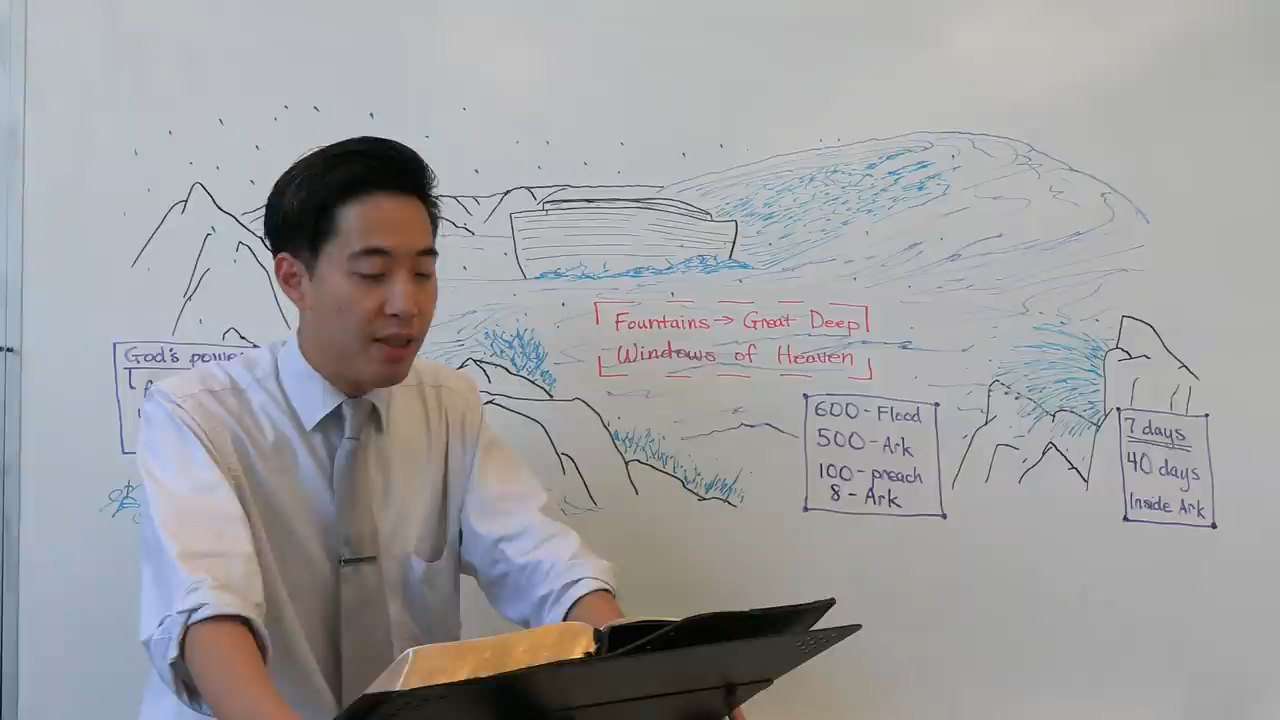 God's power
Fountains → Great Deep
Windows of Heaven
600 - Flood
500 - Ark
100 - preach
8 - Ark
7 days
40 days
Inside Ark